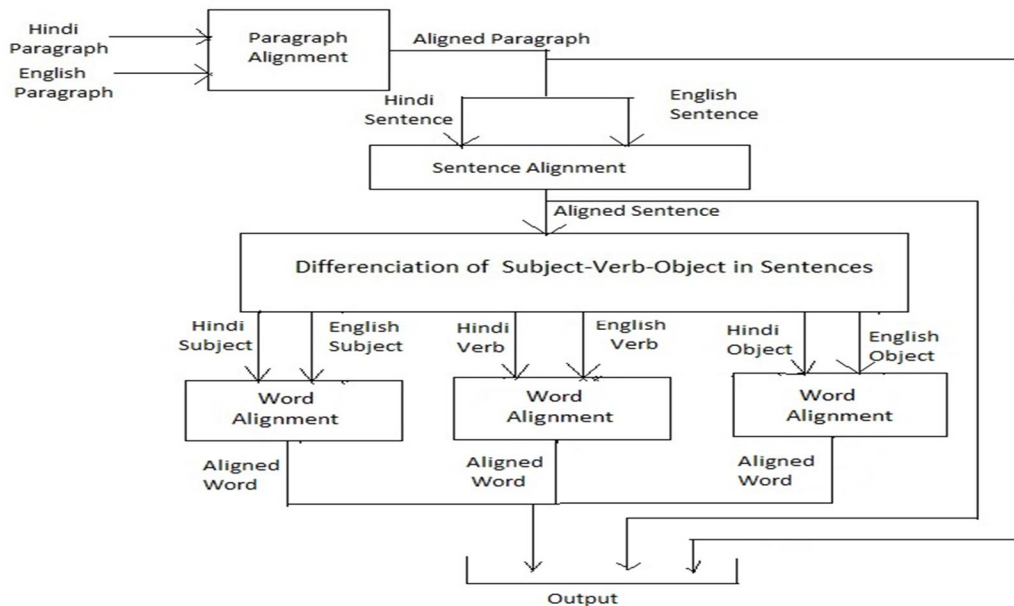 Hindi
Paragraph
English
Paragraph
Paragraph
Alignment
Aligned Paragraph
Hindi
Sentence
English
Sentence
Sentence Alignment
Aligned Sentence
Differenciation of Subject-Verb-Object in Sentences
Hindi
Subject
English
Subject
Hindi
Verb
English
Verb
Hindi
Object
English
Object
Word
Alignment
Word
Alignment
Word
Alignment
Aligned
Word
Aligned
Word
Aligned
Word
Output